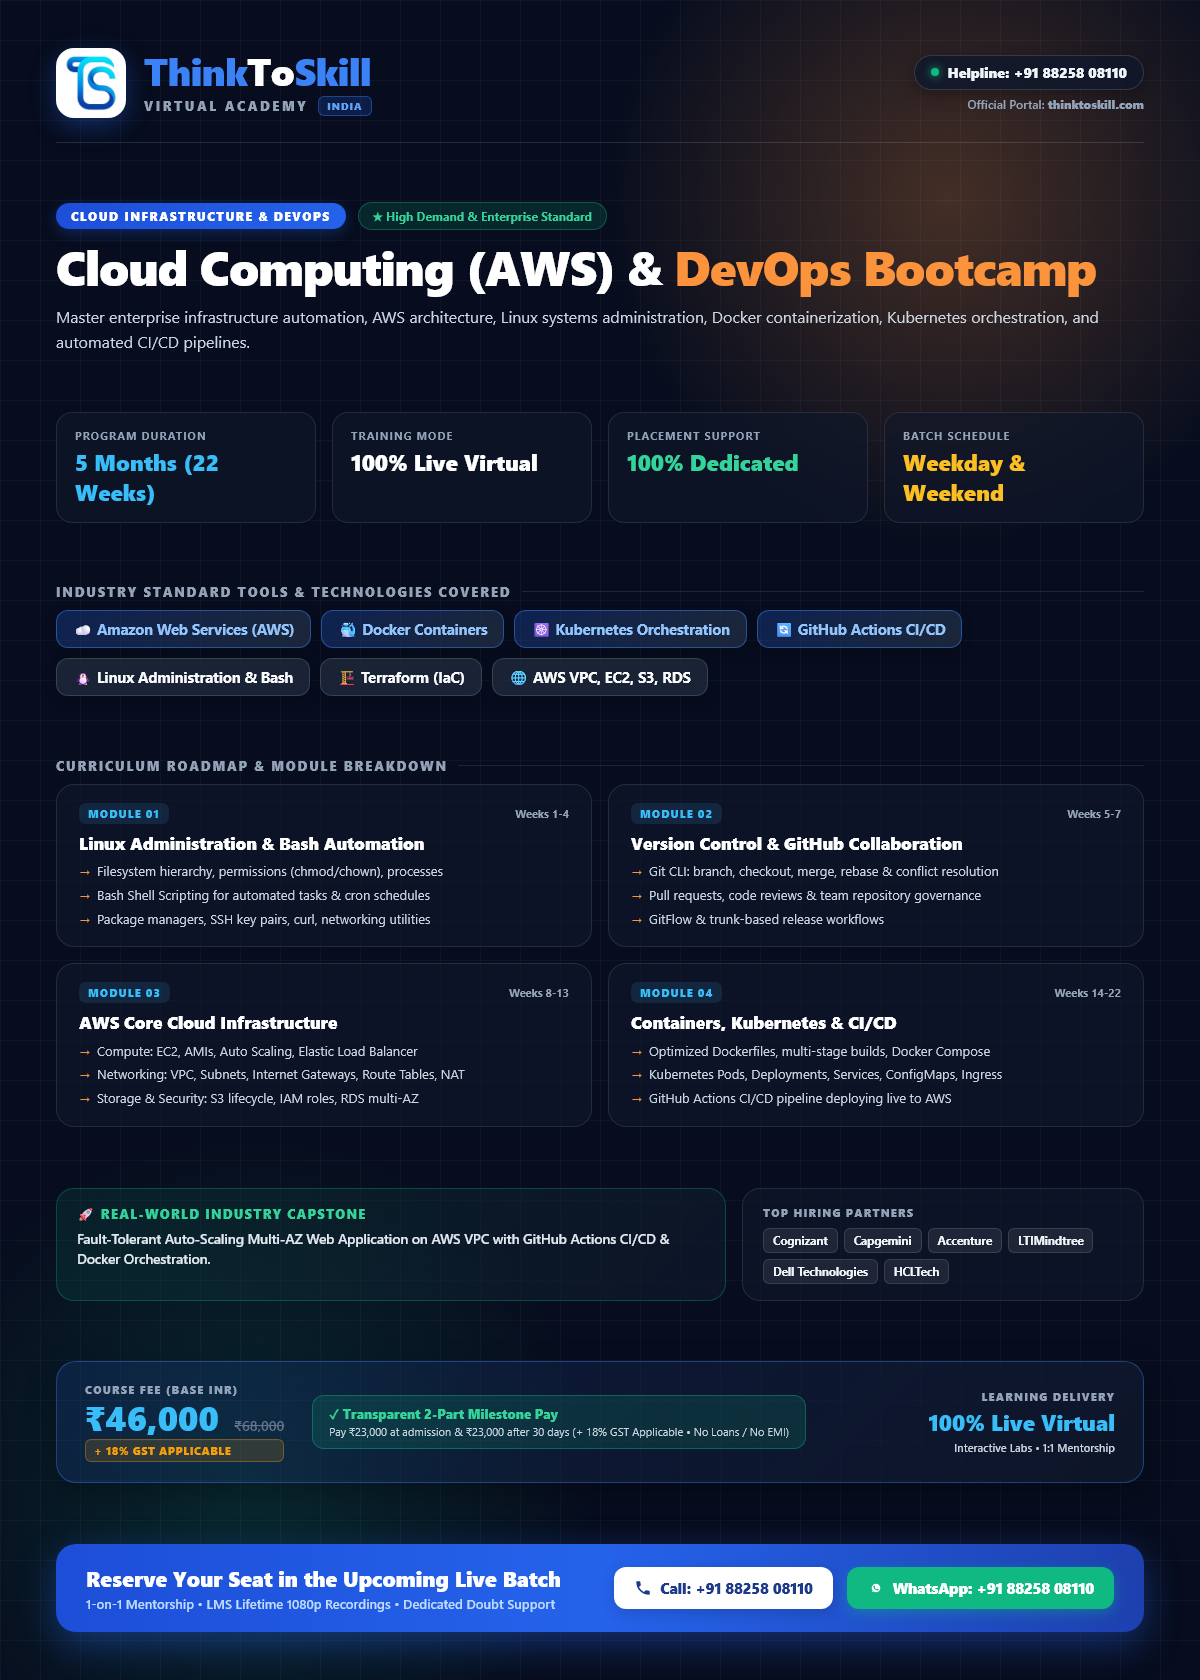 ThinkToSkill
VIRTUAL ACADEMY INDIA
Helpline: +91 88258 08110
Official Portal: thinktoskill.com
CLOUD INFRASTRUCTURE & DEVOPS
★ High Demand & Enterprise Standard
Cloud Computing (AWS) & DevOps Bootcamp
Master enterprise infrastructure automation, AWS architecture, Linux systems administration, Docker containerization, Kubernetes orchestration, and
automated CI/CD pipelines.
PROGRAM DURATION
5 Months (22
Weeks)
TRAINING MODE
100% Live Virtual
PLACEMENT SUPPORT
100% Dedicated
BATCH SCHEDULE
Weekday &
Weekend
INDUSTRY STANDARD TOOLS & TECHNOLOGIES COVERED
Amazon Web Services (AWS)
Docker Containers
Kubernetes Orchestration
GitHub Actions CI/CD
Linux Administration & Bash
Terraform (IaC)
AWS VPC, EC2, S3, RDS
CURRICULUM ROADMAP & MODULE BREAKDOWN
MODULE 01
Weeks 1-4
Linux Administration & Bash Automation
→ Filesystem hierarchy, permissions (chmod/chown), processes
→ Bash Shell Scripting for automated tasks & cron schedules
→ Package managers, SSH key pairs, curl, networking utilities
MODULE 02
Weeks 5-7
Version Control & GitHub Collaboration
→ Git CLI: branch, checkout, merge, rebase & conflict resolution
→ Pull requests, code reviews & team repository governance
→ GitFlow & trunk-based release workflows
MODULE 03
Weeks 8-13
AWS Core Cloud Infrastructure
→ Compute: EC2, AMIs, Auto Scaling, Elastic Load Balancer
→ Networking: VPC, Subnets, Internet Gateways, Route Tables, NAT
→ Storage & Security: S3 lifecycle, IAM roles, RDS multi-AZ
MODULE 04
Weeks 14-22
Containers, Kubernetes & CI/CD
→ Optimized Dockerfiles, multi-stage builds, Docker Compose
→ Kubernetes Pods, Deployments, Services, ConfigMaps, Ingress
→ GitHub Actions CI/CD pipeline deploying live to AWS
🚀 REAL-WORLD INDUSTRY CAPSTONE
Fault-Tolerant Auto-Scaling Multi-AZ Web Application on AWS VPC with GitHub Actions CI/CD &
Docker Orchestration.
TOP HIRING PARTNERS
Cognizant
Capgemini
Accenture
LTIMindtree
Dell Technologies
HCLTech
COURSE FEE (BASE INR)
₹46,000 ₹68,000
+ 18% GST APPLICABLE
✓ Transparent 2-Part Milestone Pay
Pay ₹23,000 at admission & ₹23,000 after 30 days (+ 18% GST Applicable • No Loans / No EMI)
LEARNING DELIVERY
100% Live Virtual
Interactive Labs • 1:1 Mentorship
Reserve Your Seat in the Upcoming Live Batch
1-on-1 Mentorship • LMS Lifetime 1080p Recordings • Dedicated Doubt Support
Call: +91 88258 08110
WhatsApp: +91 88258 08110